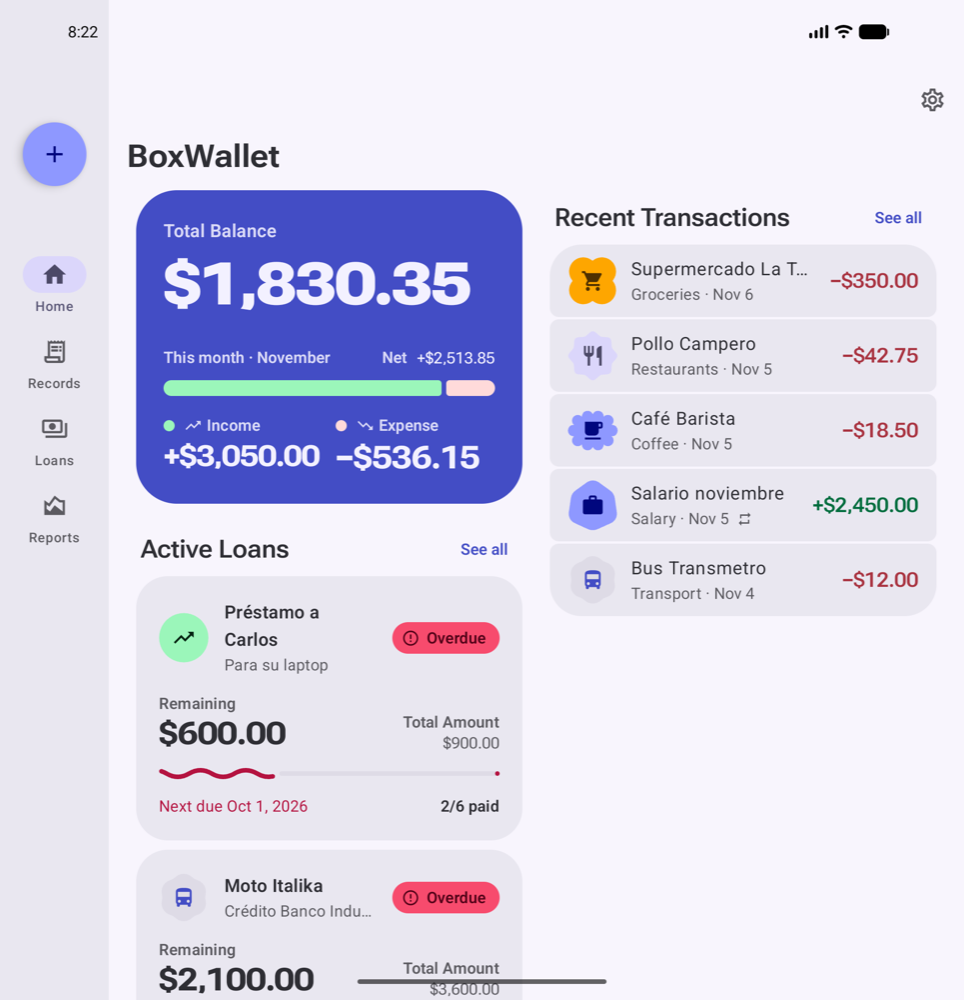 8:22
BoxWallet
Home
Records
Loans
Reports
Total Balance
$1,830.35
This month · November
Net +$2,513.85
Income
Expense
+$3,050.00
−$536.15
Active Loans
See all
Préstamo a
Carlos
Para su laptop
Overdue
Remaining
$600.00
Total Amount
$900.00
Next due Oct 1, 2026
2/6 paid
Moto Italika
Crédito Banco Indu…
Overdue
Remaining
$2,100.00
Total Amount
$3,600.00
Recent Transactions
See all
Supermercado La T…
Groceries · Nov 6
−$350.00
Pollo Campero
Restaurants · Nov 5
−$42.75
Café Barista
Coffee · Nov 5
−$18.50
Salario noviembre
Salary · Nov 5
+$2,450.00
Bus Transmetro
Transport · Nov 4
−$12.00